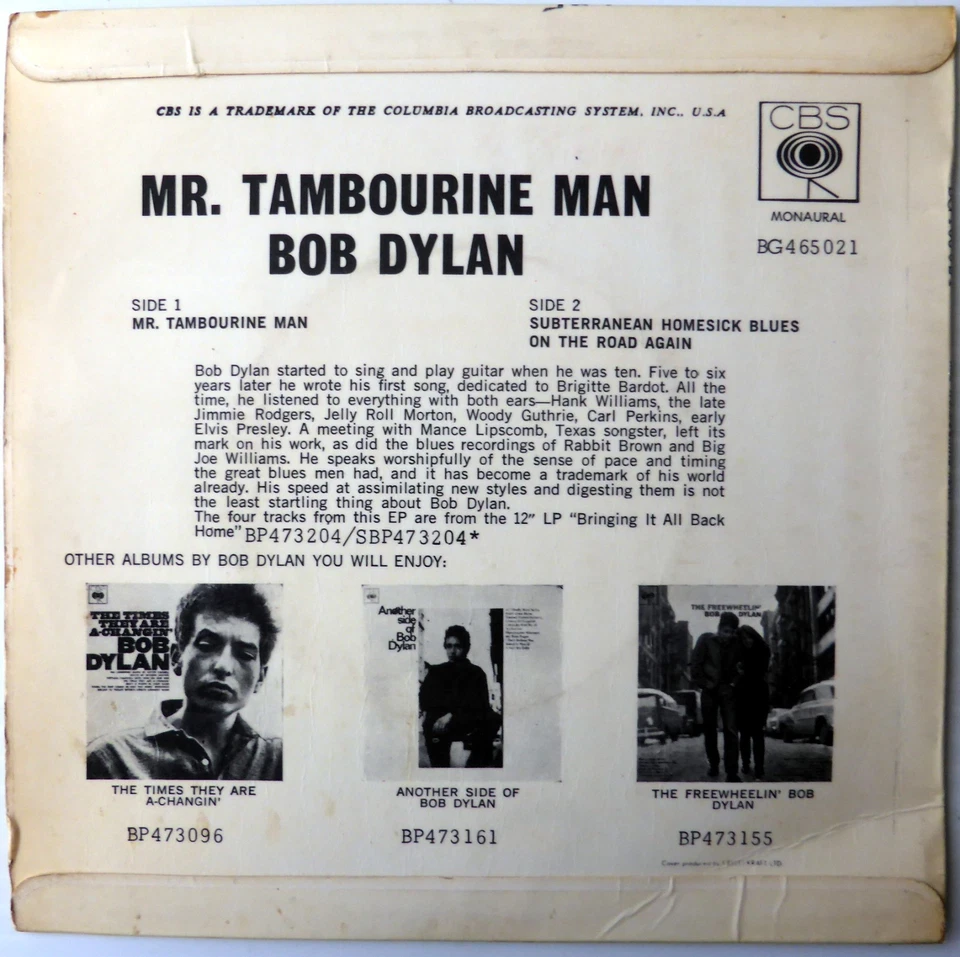 CBS IS A TRADEMARK OF THE COLUMBIA BROADCASTING SYSTEM, INC., U.S.A
CBS
MONAURAL
BG465021
MR. TAMBOURINE MAN
BOB DYLAN
SIDE 1
MR. TAMBOURINE MAN
SIDE 2
SUBTERRANEAN HOMESICK BLUES
ON THE ROAD AGAIN
Bob Dylan started to sing and play guitar when he was ten. Five to six
years later he wrote his first song, dedicated to Brigitte Bardot. All the
time, he listened to everything with both ears—Hank Williams, the late
Jimmie Rodgers, Jelly Roll Morton, Woody Guthrie, Carl Perkins, early
Elvis Presley. A meeting with Mance Lipscomb, Texas songster, left its
mark on his work, as did the blues recordings of Rabbit Brown and Big
Joe Williams. He speaks worshipfully of the sense of pace and timing
the great blues men had, and it has become a trademark of his world
already. His speed at assimilating new styles and digesting them is not
the least startling thing about Bob Dylan.
The four tracks from this EP are from the 12″ LP “Bringing It All Back
Home” BP473204/SBP473204*
OTHER ALBUMS BY BOB DYLAN YOU WILL ENJOY:
THE TIMES
THEY ARE
A-CHANGIN'
BOB
DYLAN
Another
side
of
Bob
Dylan
THE FREEWHEELIN'
BOB DYLAN
THE TIMES THEY ARE
A-CHANGIN'
BP473096
ANOTHER SIDE OF
BOB DYLAN
BP473161
THE FREEWHEELIN' BOB
DYLAN
BP473155